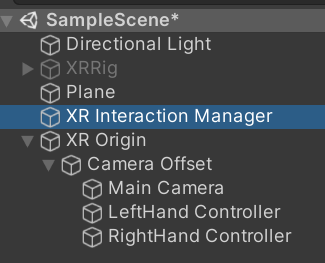 SampleScene*
Directional Light
XRRig
Plane
XR Interaction Manager
XR Origin
Camera Offset
Main Camera
LeftHand Controller
RightHand Controller